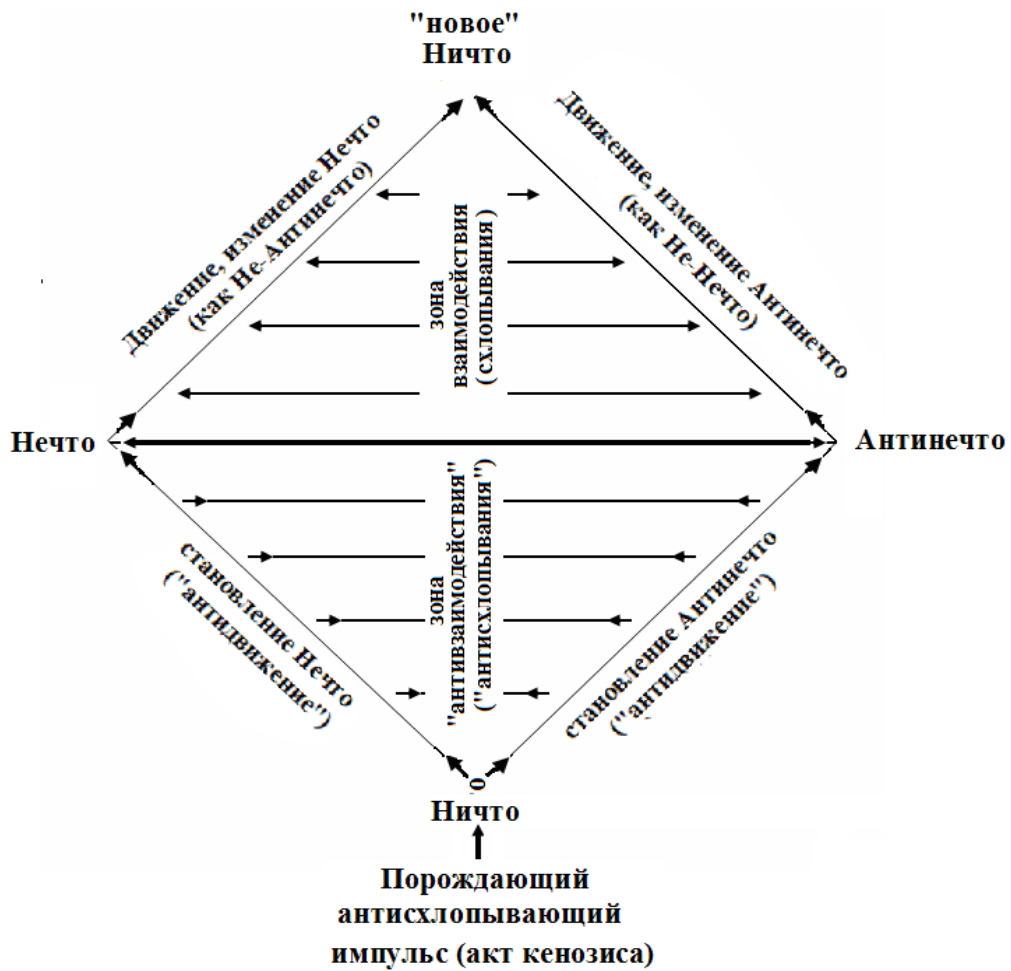 "новое"
Ничто
Движение, изменение Нечто
(как Не-Антинечто)
Движение, изменение Антинечто
(как Не-Нечто)
зона
взаимодействия
(схлопывания)
Нечто
Антинечто
зона
"антивзаимодействия"
("антисхлопывания")
становление Нечто
("антидвижение")
становление Антинечто
("антидвижение")
о
Ничто
Порождающий
антисхлопывающий
импульс (акт кенозиса)